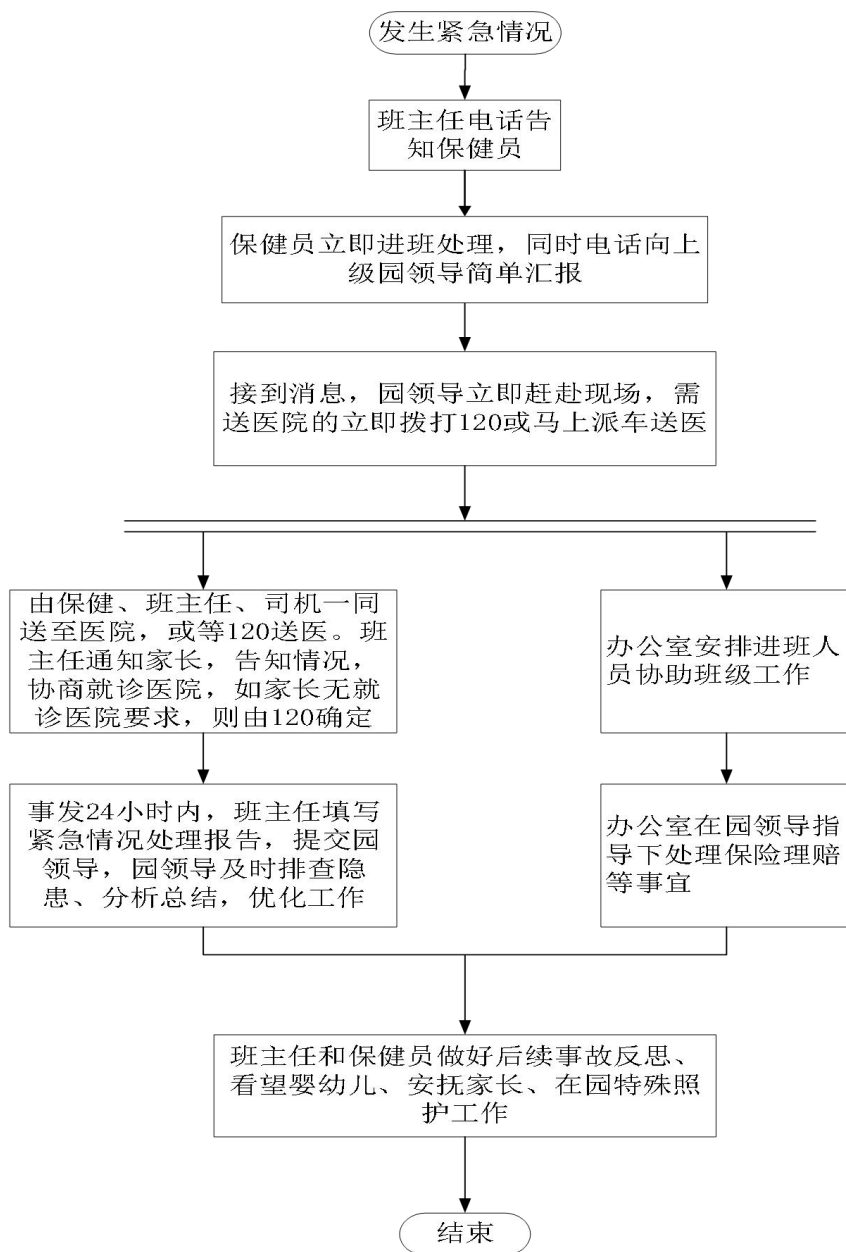 发生紧急情况
班主任电话告
知保健员
保健员立即进班处理，同时电话向上
级园领导简单汇报
接到消息，园领导立即赶赴现场，需
送医院的立即拨打120或马上派车送医
由保健、班主任、司机一同
送至医院，或等120送医。班
主任通知家长，告知情况，
协商就诊医院，如家长无就
诊医院要求，则由120确定
办公室安排进班人
员协助班级工作
事发24小时内，班主任填写
紧急情况处理报告，提交园
领导，园领导及时排查隐
患、分析总结，优化工作
办公室在园领导指
导下处理保险理赔
等事宜
班主任和保健员做好后续事故反思、
看望婴幼儿、安抚家长、在园特殊照
护工作
结束